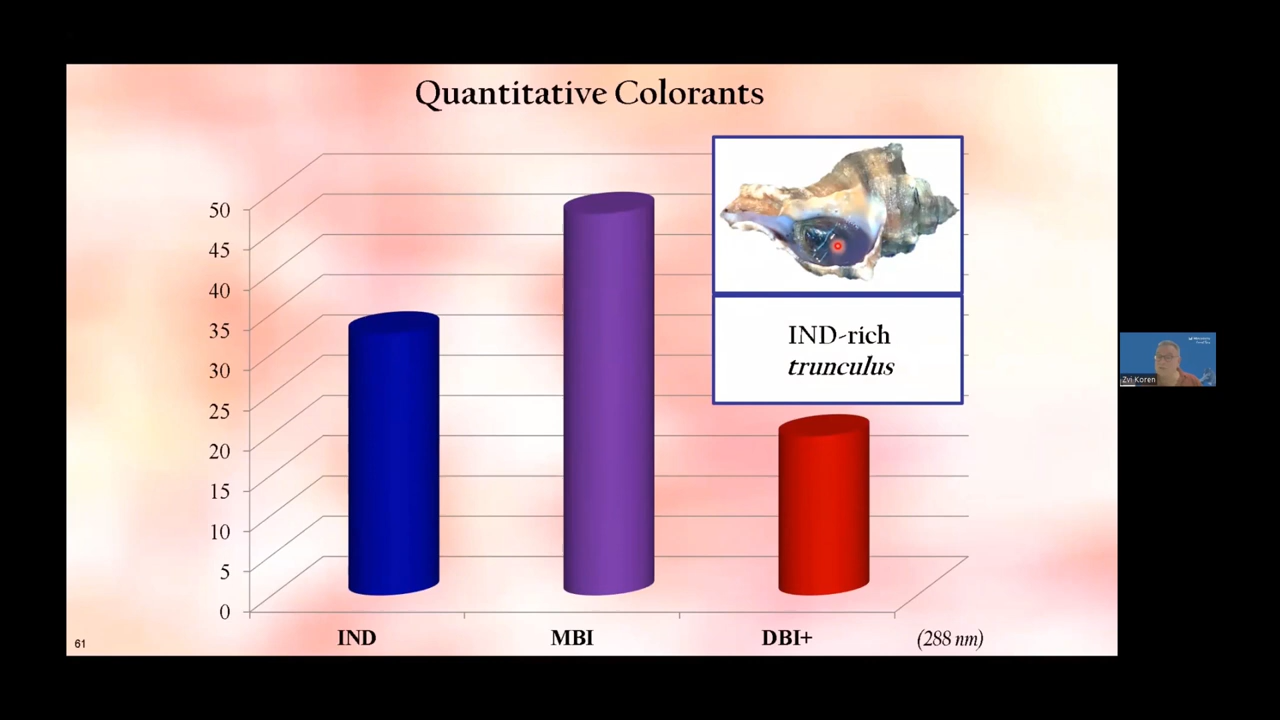 Quantitative Colorants
50
45
40
35
30
25
20
15
10
5
0
IND-rich
trunculus
IND
MBI
DBI+
(288 nm)
61
Zvi Koren